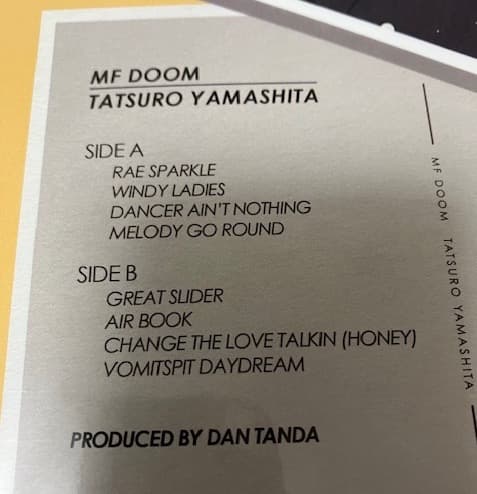 MF DOOM
TATSURO YAMASHITA
SIDE A
RAE SPARKLE
WINDY LADIES
DANCER AIN'T NOTHING
MELODY GO ROUND
SIDE B
GREAT SLIDER
AIR BOOK
CHANGE THE LOVE TALKIN (HONEY)
VOMITSPIT DAYDREAM
PRODUCED BY DAN TANDA
MF DOOM TATSURO YAMASHITA